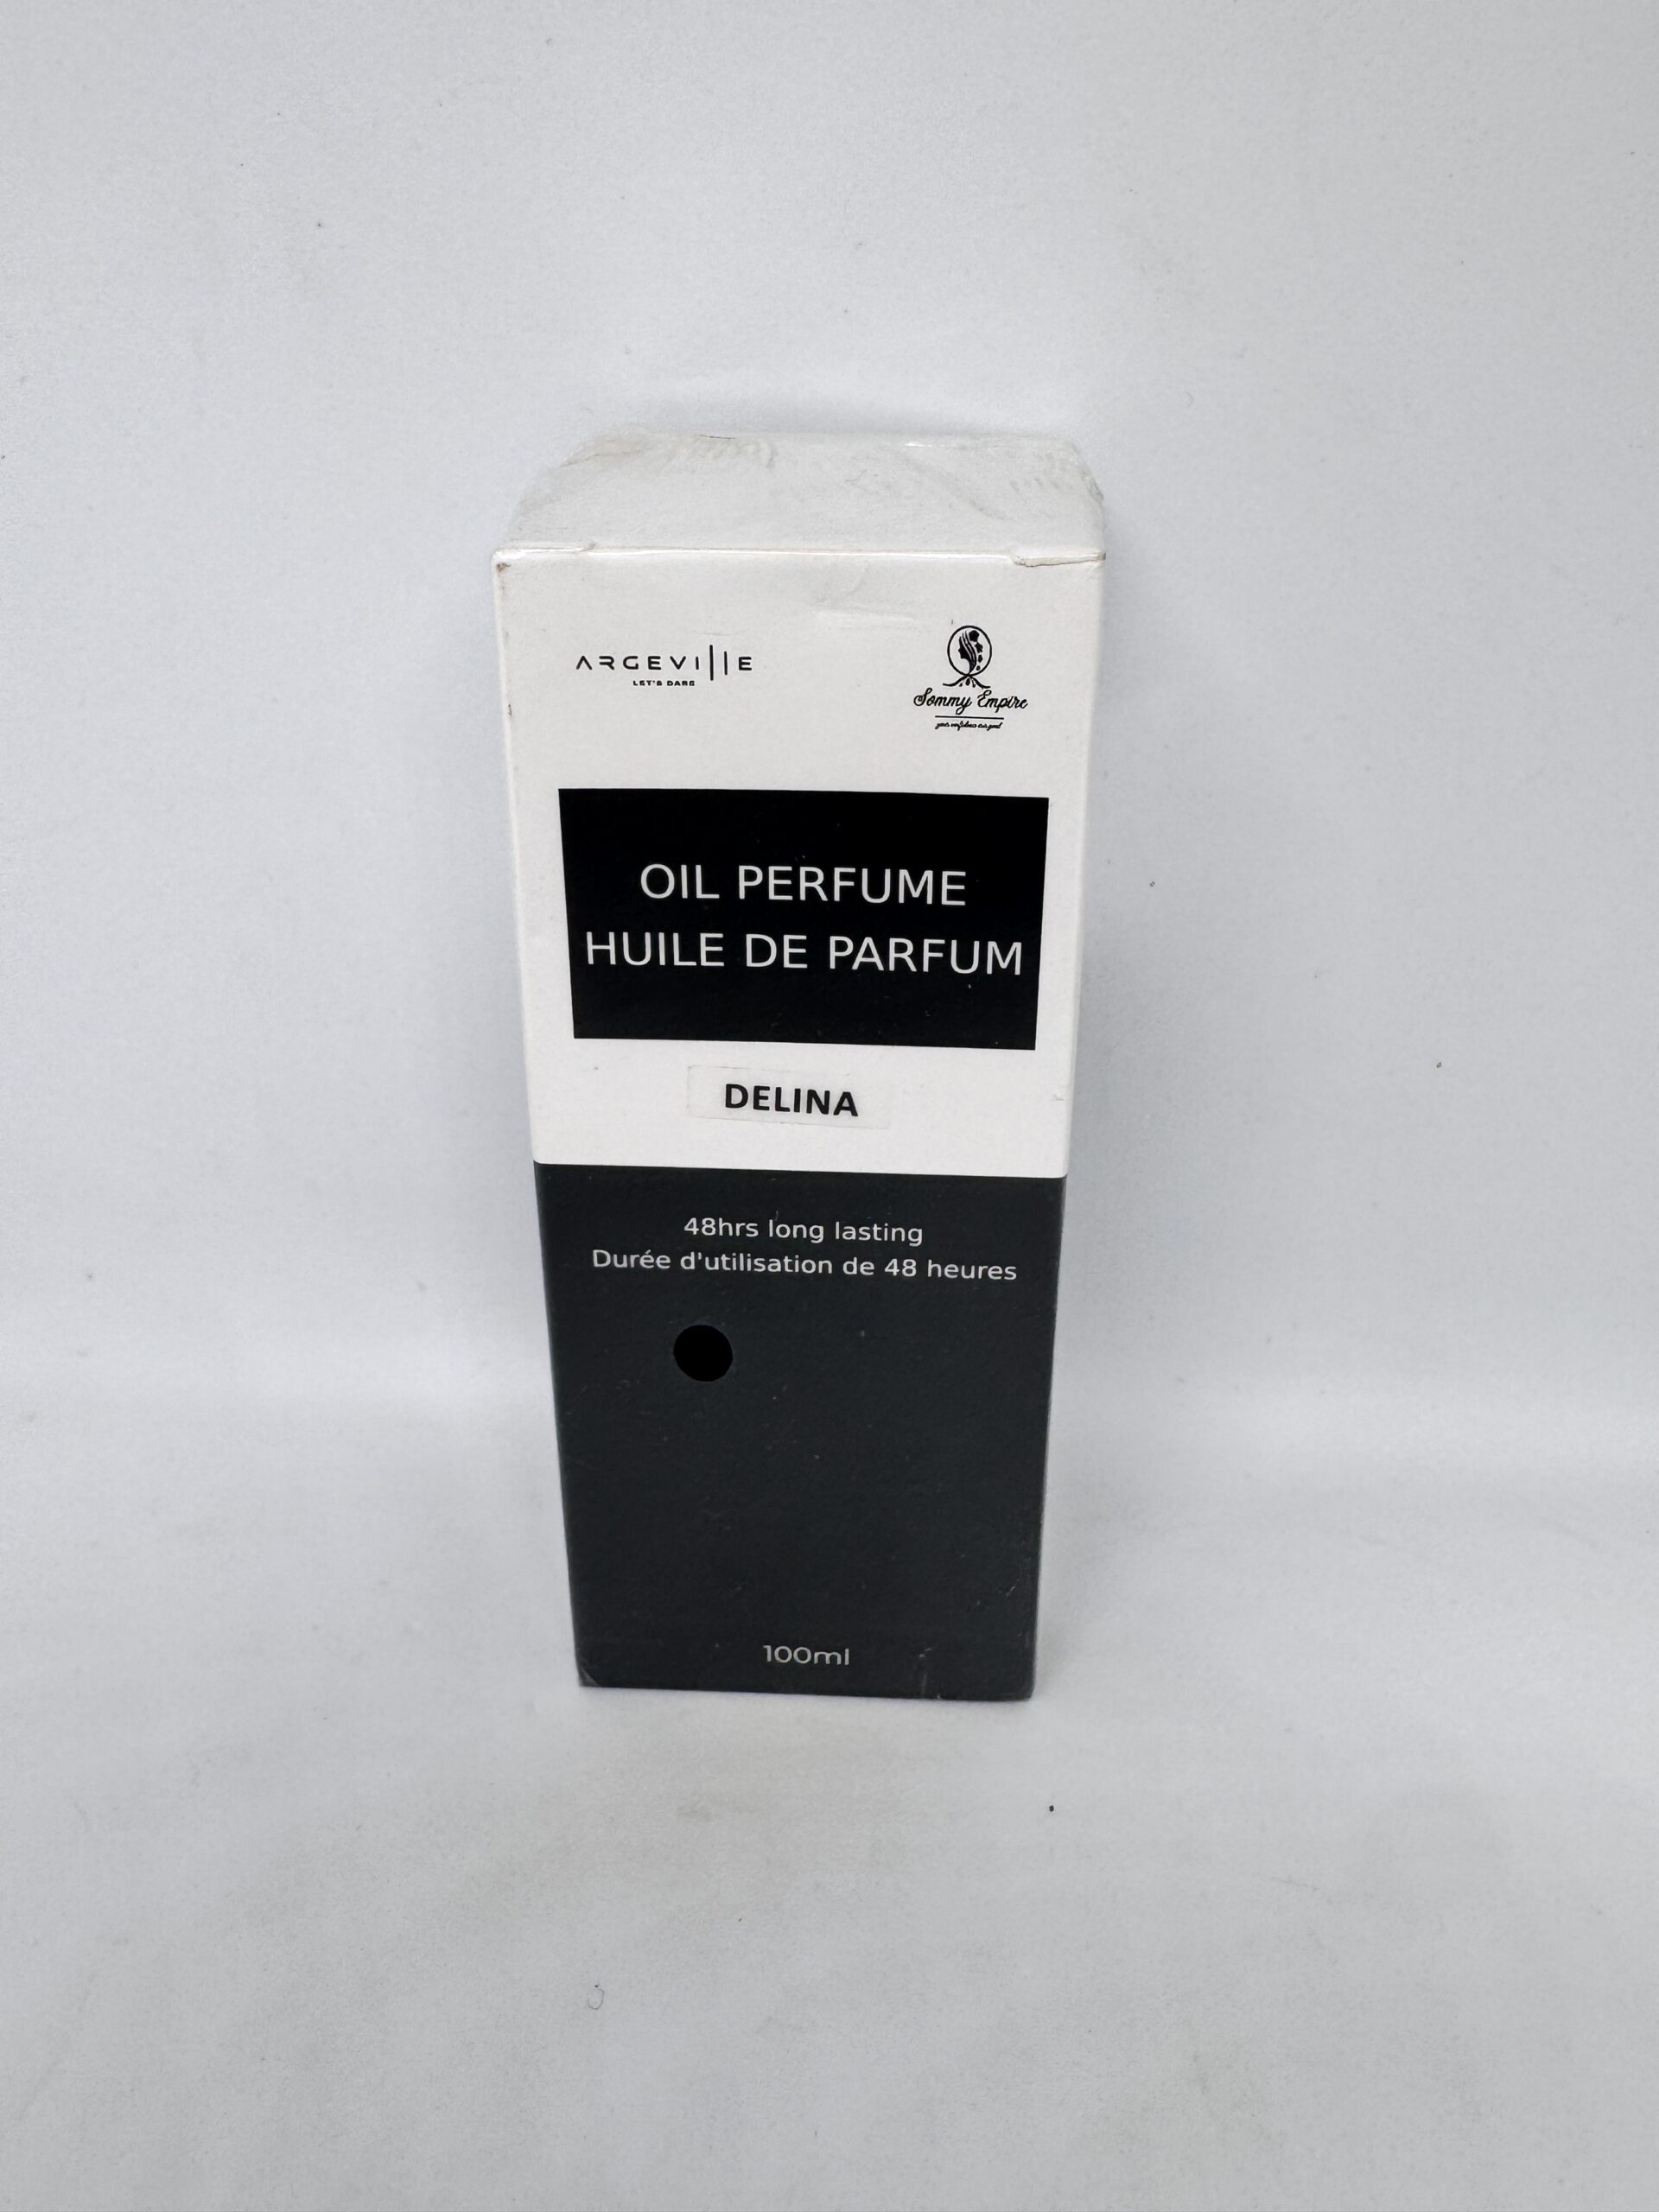 ARGEVILLE
LET'S DARE
Sommy Empire
OIL PERFUME
HUILE DE PARFUM
DELINA
48hrs long lasting
Durée d'utilisation de 48 heures
100ml